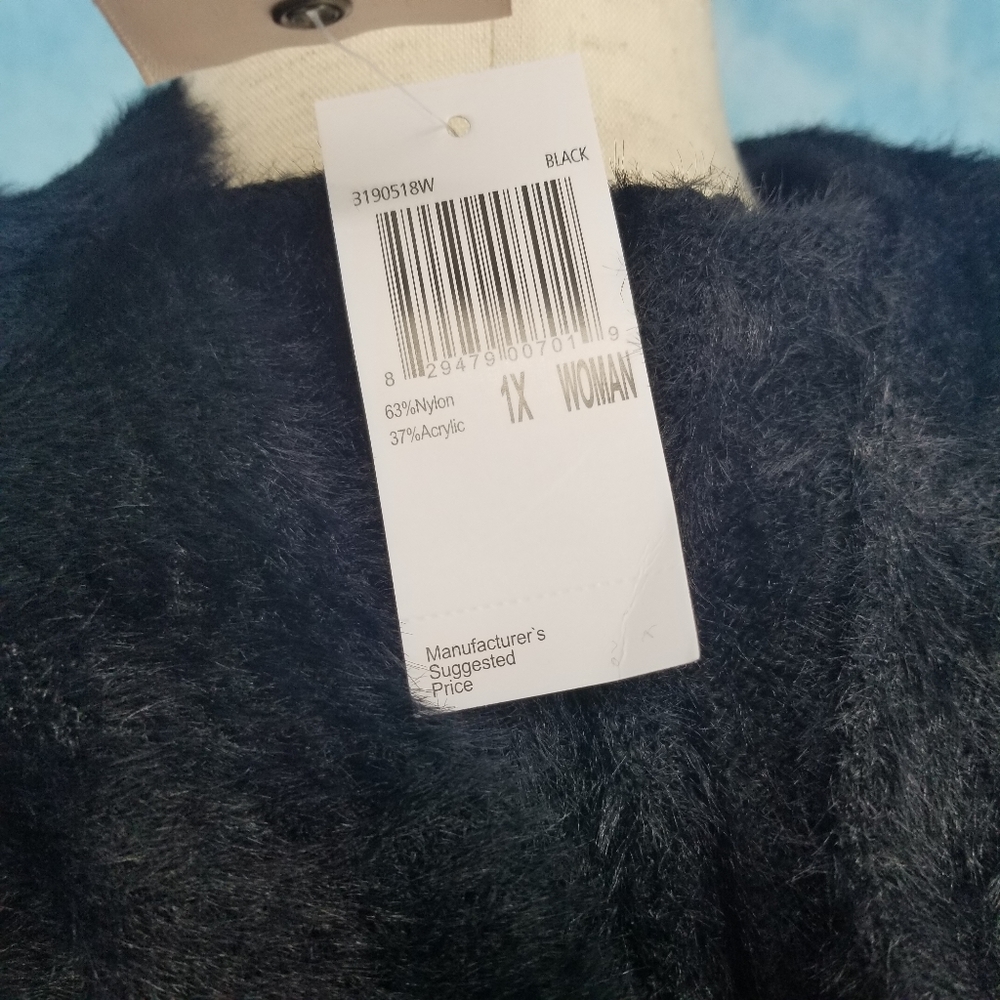 BLACK
3190518W
8 29479 00701 9
63%Nylon
1X WOMAN
37%Acrylic
Manufacturer`s
Suggested
Price